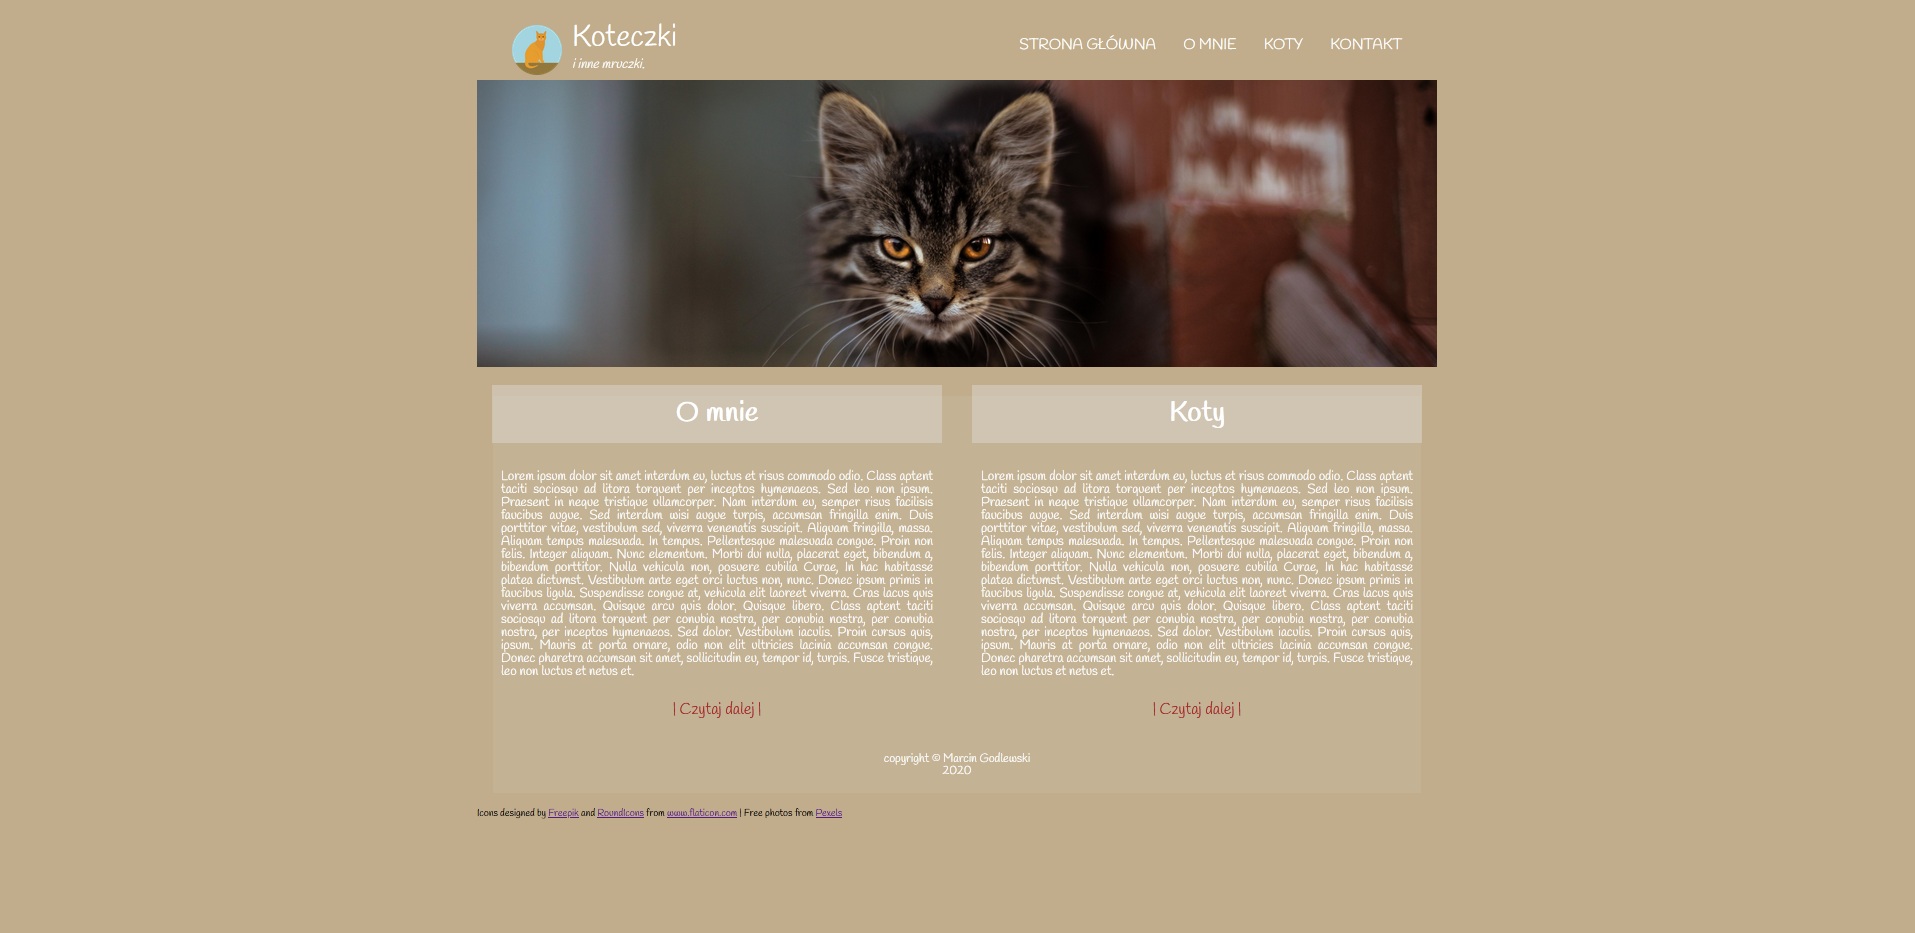 Koteczki
i inne mruczki,
STRONA GŁÓWNA O MNIE KOTY KONTAKT
O mnie
Lorem ipsum dolor sit amet interdum eu, luctus et risus commodo odio. Class aptent
taciti sociosqu ad litora torquent per inceptos hymenaeos. Sed leo non ipsum.
Praesent in neque tristique ullamcorper. Nam interdum eu, semper risus facilisis
faucibus augue. Sed interdum wisi augue turpis, accumsan fringilla enim. Duis
porttitor vitae, vestibulum sed, viverra venenatis suscipit. Aliquam fringilla, massa.
Aliquam tempus malesuada. In tempus. Pellentesque malesuada congue. Proin non
felis. Integer aliquam. Nunc elementum. Morbi dui nulla, placerat eget, bibendum a,
bibendum porttitor. Nulla vehicula non, posuere cubilia Curae, In hac habitasse
platea dictumst. Vestibulum ante eget orci luctus non, nunc. Donec ipsum primis in
faucibus ligula. Suspendisse congue at, vehicula elit laoreet viverra. Cras lacus quis
viverra accumsan. Quisque arcu quis dolor. Quisque libero. Class aptent taciti
sociosqu ad litora torquent per conubia nostra, per conubia nostra, per conubia
nostra, per inceptos hymenaeos. Sed dolor. Vestibulum iaculis. Proin cursus quis,
ipsum. Mauris at porta ornare, odio non elit ultricies lacinia accumsan congue.
Donec pharetra accumsan sit amet, sollicitudin eu, tempor id, turpis. Fusce tristique,
leo non luctus et netus et.
| Czytaj dalej |
Koty
Lorem ipsum dolor sit amet interdum eu, luctus et risus commodo odio. Class aptent
taciti sociosqu ad litora torquent per inceptos hymenaeos. Sed leo non ipsum.
Praesent in neque tristique ullamcorper. Nam interdum eu, semper risus facilisis
faucibus augue. Sed interdum wisi augue turpis, accumsan fringilla enim. Duis
porttitor vitae, vestibulum sed, viverra venenatis suscipit. Aliquam fringilla, massa.
Aliquam tempus malesuada. In tempus. Pellentesque malesuada congue. Proin non
felis. Integer aliquam. Nunc elementum. Morbi dui nulla, placerat eget, bibendum a,
bibendum porttitor. Nulla vehicula non, posuere cubilia Curae, In hac habitasse
platea dictumst. Vestibulum ante eget orci luctus non, nunc. Donec ipsum primis in
faucibus ligula. Suspendisse congue at, vehicula elit laoreet viverra. Cras lacus quis
viverra accumsan. Quisque arcu quis dolor. Quisque libero. Class aptent taciti
sociosqu ad litora torquent per conubia nostra, per conubia nostra, per conubia
nostra, per inceptos hymenaeos. Sed dolor. Vestibulum iaculis. Proin cursus quis,
ipsum. Mauris at porta ornare, odio non elit ultricies lacinia accumsan congue.
Donec pharetra accumsan sit amet, sollicitudin eu, tempor id, turpis. Fusce tristique,
leo non luctus et netus et.
| Czytaj dalej |
copyright © Marcin Godlewski
2020
Icons designed by Freepik and RoundIcons from www.flaticon.com | Free photos from Pexels